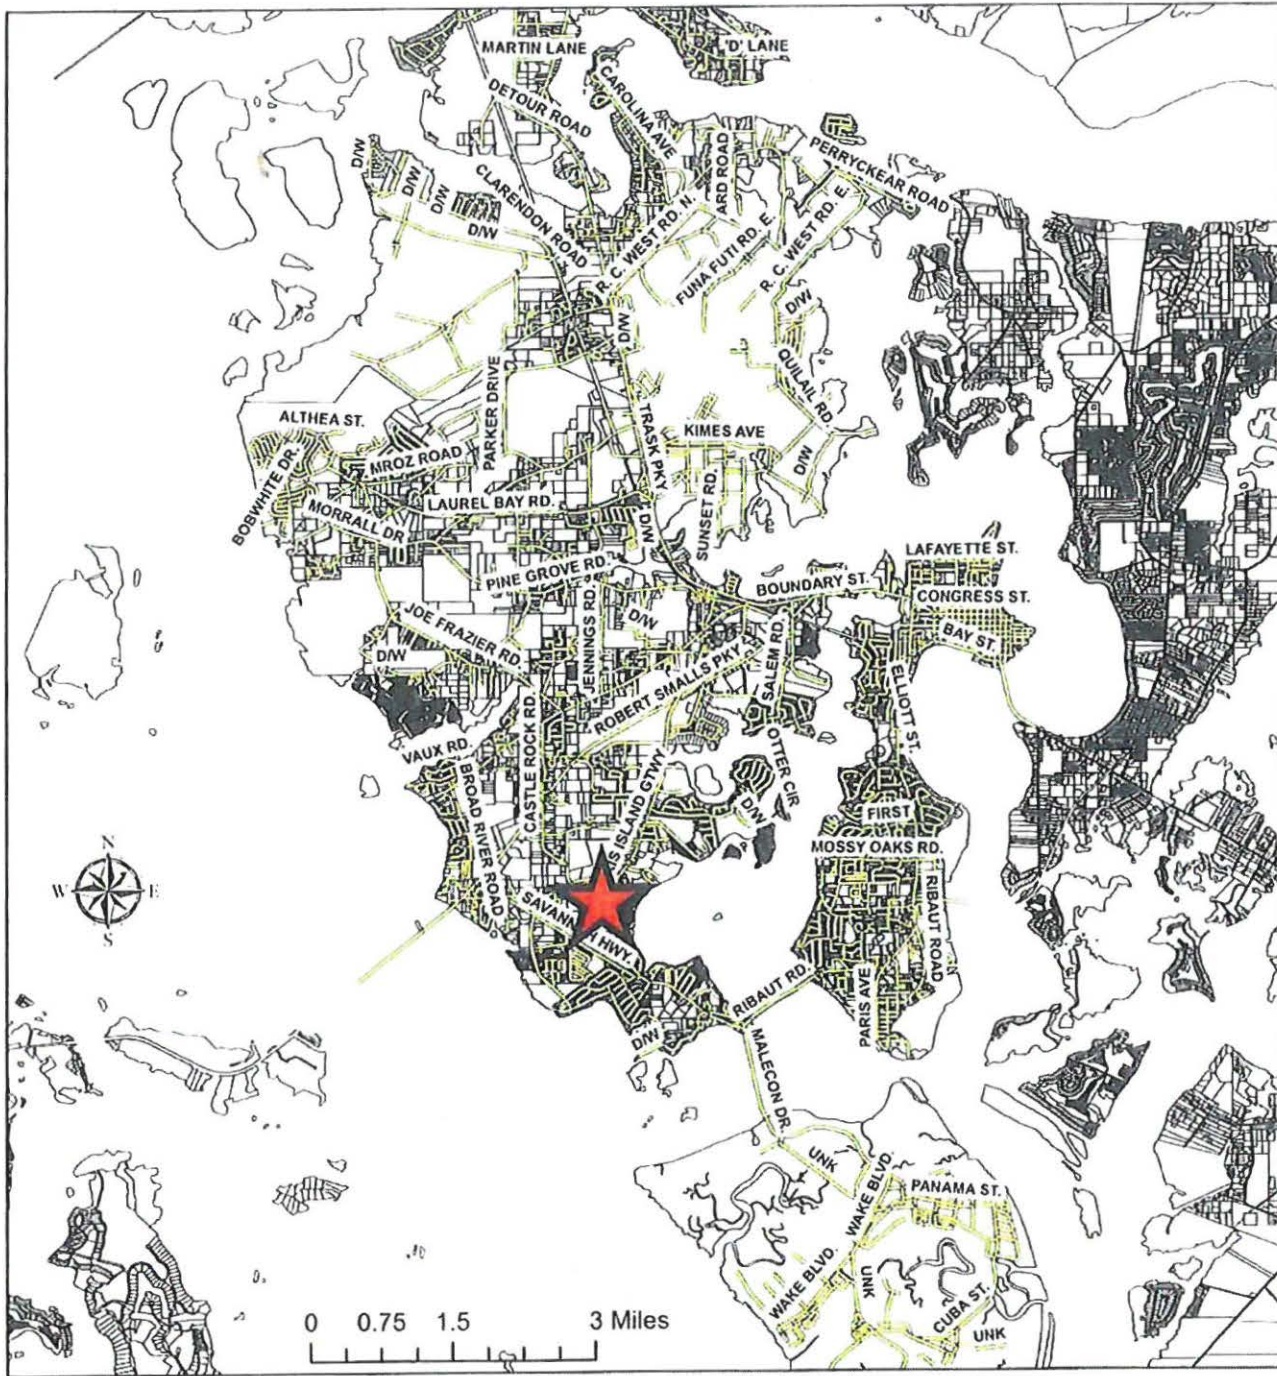 MARTIN LANE
'D' LANE
DETOUR ROAD
CAROLINA AVE
PERRYCKEAR ROAD
D/W
D/W
D/W
D/W
CLARENDON ROAD
ARD ROAD
R. C. WEST RD. N.
FUNA FUTI RD. E
R. C. WEST RD. E.
D/W
D/W
QUILAIL RD.
PARKER DRIVE
TRASK PKY
ALTHEA ST.
KIMES AVE
BOBWHITE DR.
MROZ ROAD
D/W
LAUREL BAY RD.
SUNSET RD.
MORRALL DR
D/W
LAFAYETTE ST.
PINE GROVE RD.
BOUNDARY ST.
CONGRESS ST.
JENNINGS RD.
D/W
BAY ST.
JOE FRAZIER RD.
D/W
SALEM RD.
ROBERT SMALLS PKY
ELLIOTT ST.
CASTLE ROCK RD.
VAUX RD.
OTTER CIR
BROAD RIVER ROAD
S ISLAND GTWY
D/W
FIRST
MOSSY OAKS RD.
N
W E
S
SAVANN H HWY.
RIBAUT ROAD
RIBAUT RD.
PARIS AVE
D/W
MALECON DR.
UNK
WAKE BLVD.
PANAMA ST.
WAKE BLVD.
UNK
CUBA ST.
UNK
0 0.75 1.5 3 Miles